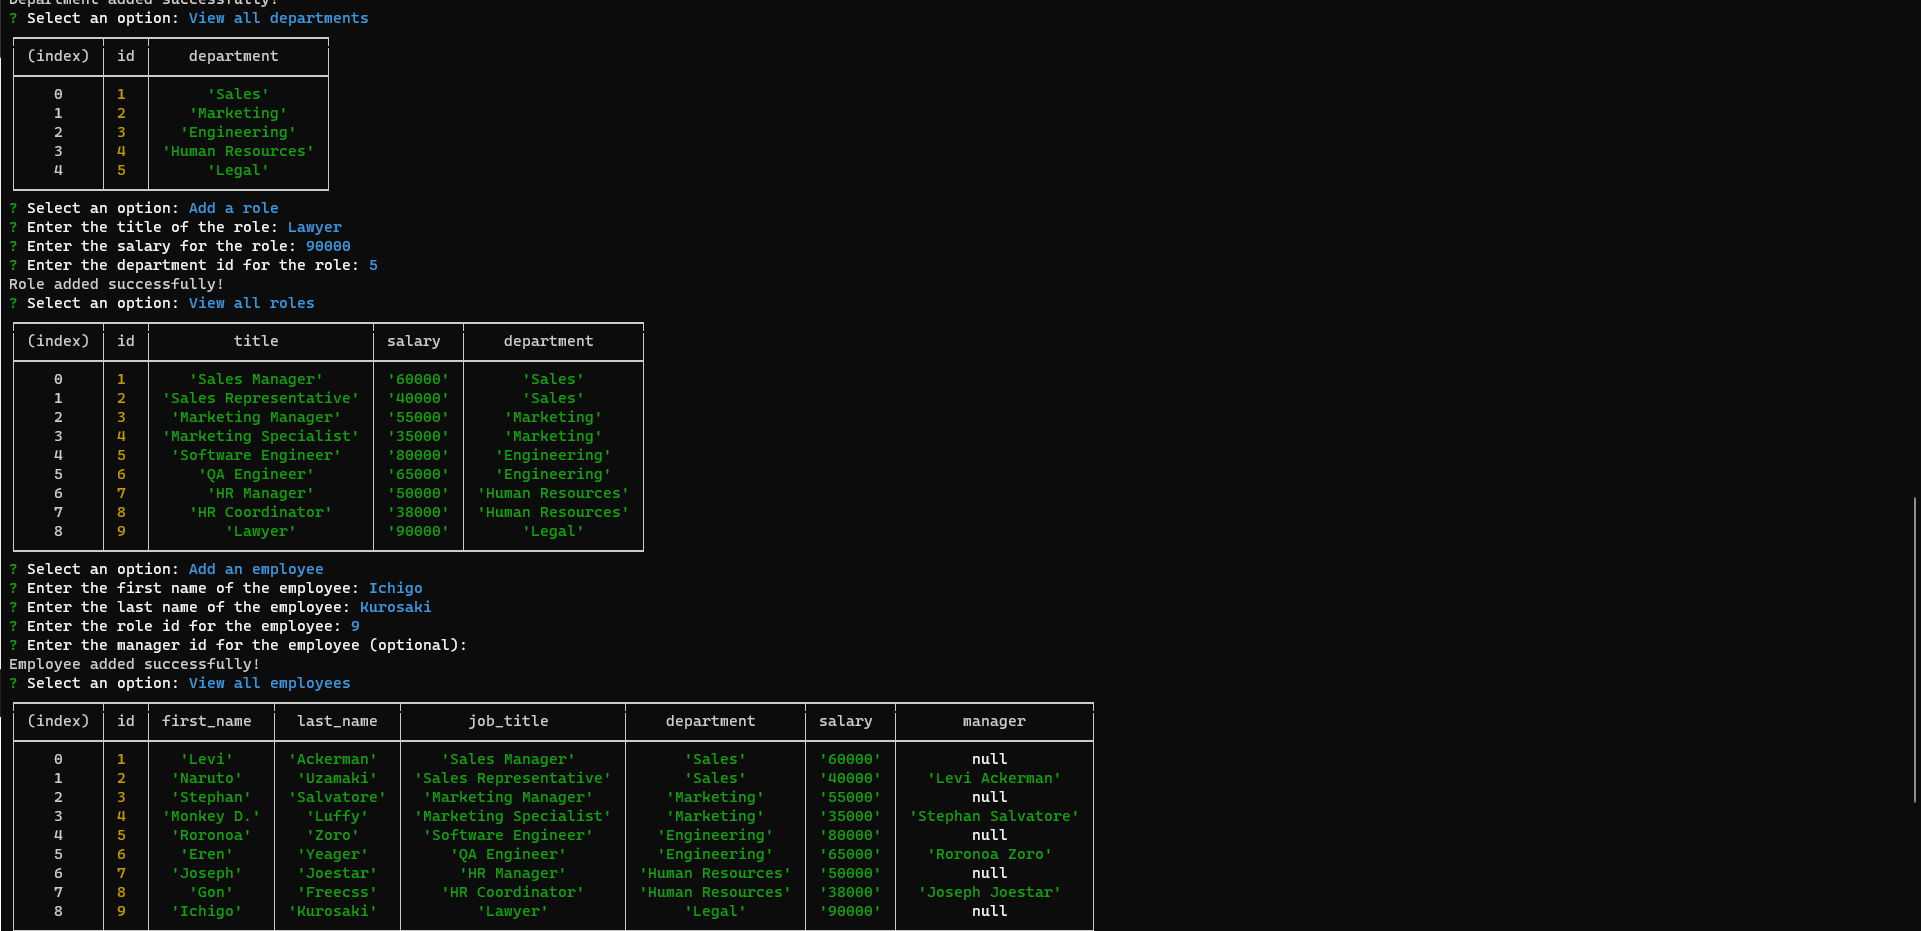 Department added successfully!
? Select an option: View all departments
(index) id department
0 1 'Sales'
1 2 'Marketing'
2 3 'Engineering'
3 4 'Human Resources'
4 5 'Legal'
? Select an option: Add a role
? Enter the title of the role: Lawyer
? Enter the salary for the role: 90000
? Enter the department id for the role: 5
Role added successfully!
? Select an option: View all roles
(index) id title salary department
0 1 'Sales Manager' '60000' 'Sales'
1 2 'Sales Representative' '40000' 'Sales'
2 3 'Marketing Manager' '55000' 'Marketing'
3 4 'Marketing Specialist' '35000' 'Marketing'
4 5 'Software Engineer' '80000' 'Engineering'
5 6 'QA Engineer' '65000' 'Engineering'
6 7 'HR Manager' '50000' 'Human Resources'
7 8 'HR Coordinator' '38000' 'Human Resources'
8 9 'Lawyer' '90000' 'Legal'
? Select an option: Add an employee
? Enter the first name of the employee: Ichigo
? Enter the last name of the employee: Kurosaki
? Enter the role id for the employee: 9
? Enter the manager id for the employee (optional):
Employee added successfully!
? Select an option: View all employees
(index) id first_name last_name job_title department salary manager
0 1 'Levi' 'Ackerman' 'Sales Manager' 'Sales' '60000' null
1 2 'Naruto' 'Uzamaki' 'Sales Representative' 'Sales' '40000' 'Levi Ackerman'
2 3 'Stephan' 'Salvatore' 'Marketing Manager' 'Marketing' '55000' null
3 4 'Monkey D.' 'Luffy' 'Marketing Specialist' 'Marketing' '35000' 'Stephan Salvatore'
4 5 'Roronoa' 'Zoro' 'Software Engineer' 'Engineering' '80000' null
5 6 'Eren' 'Yeager' 'QA Engineer' 'Engineering' '65000' 'Roronoa Zoro'
6 7 'Joseph' 'Joestar' 'HR Manager' 'Human Resources' '50000' null
7 8 'Gon' 'Freecss' 'HR Coordinator' 'Human Resources' '38000' 'Joseph Joestar'
8 9 'Ichigo' 'Kurosaki' 'Lawyer' 'Legal' '90000' null